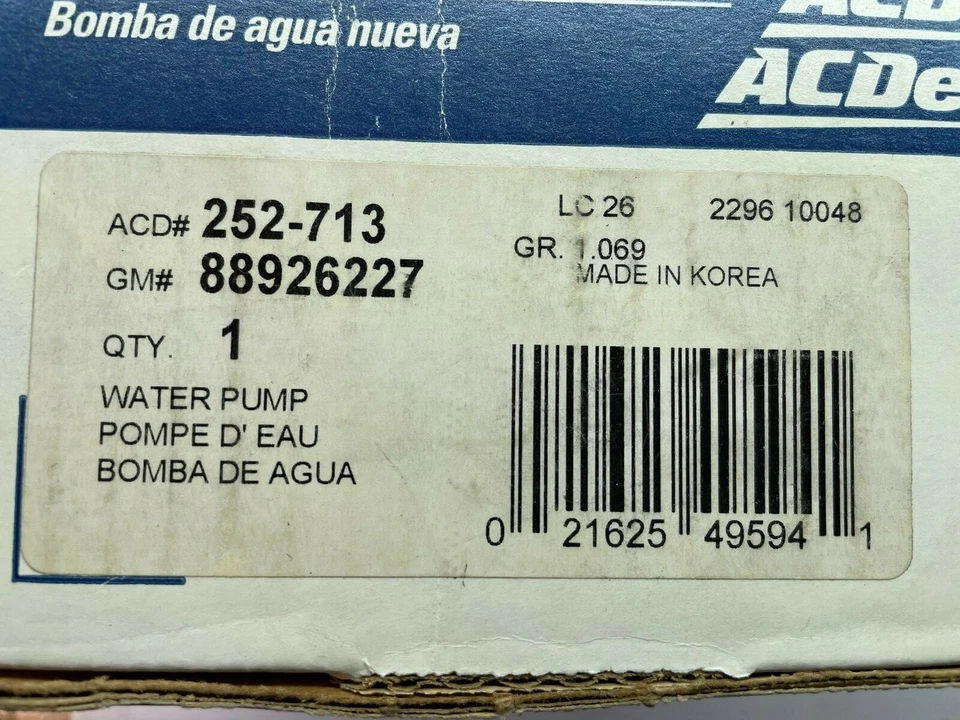 Bomba de agua nueva
ACD
ACDe
ACD# 252-713
GM# 88926227
QTY. 1
WATER PUMP
POMPE D' EAU
BOMBA DE AGUA
LC 26 2296 10048
GR. 1.069
MADE IN KOREA
0 21625 49594 1